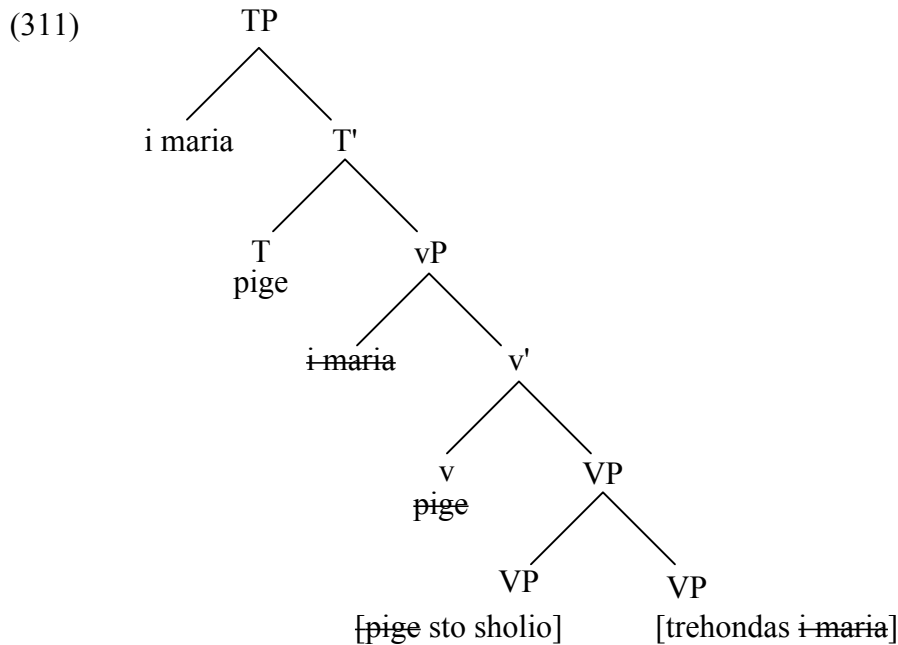 (311) TP
i maria T'
T vP
pige
i maria v'
v VP
pige
VP VP
[pige sto sholio] [trehondas i maria]